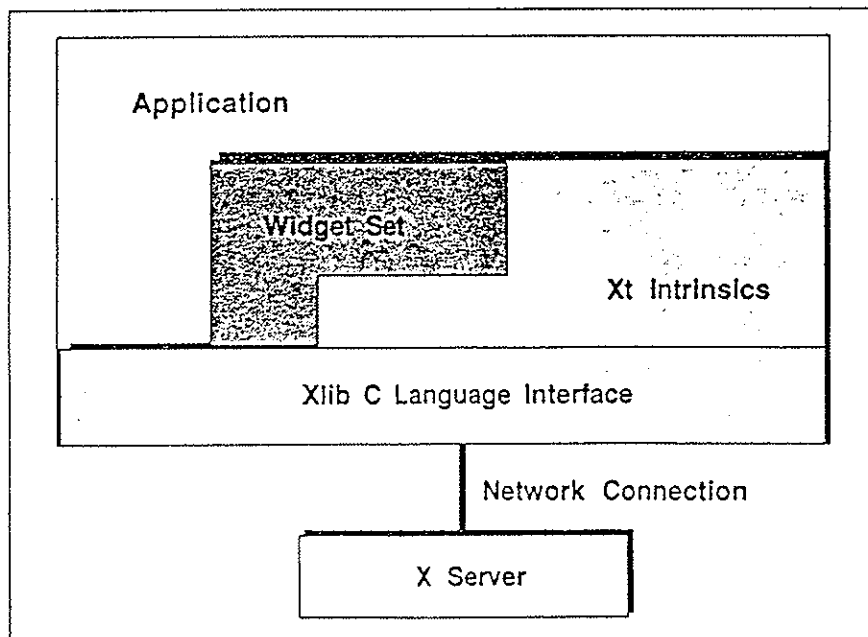 Application
Widget Set
Xt Intrinsics
Xlib C Language Interface
Network Connection
X Server